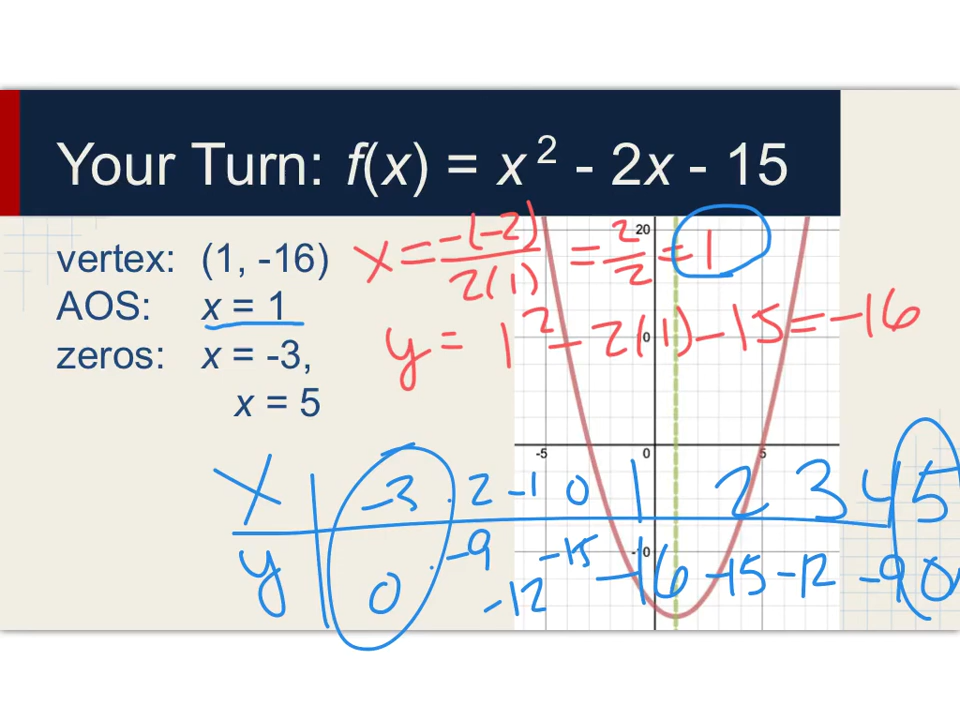 Your Turn: f(x) = x² - 2x - 15
vertex: (1, -16)
x = -(-2)/2(1) = 2/2 = 1
AOS: x = 1
y = 1² - 2(1) - 15 = -16
zeros: x = -3,
x = 5
20
10
-5 0 5
-10
x | -3 -2 -1 0 1 2 3 4 5
y | 0 -9 -12 -15 -16 -15 -12 -9 0